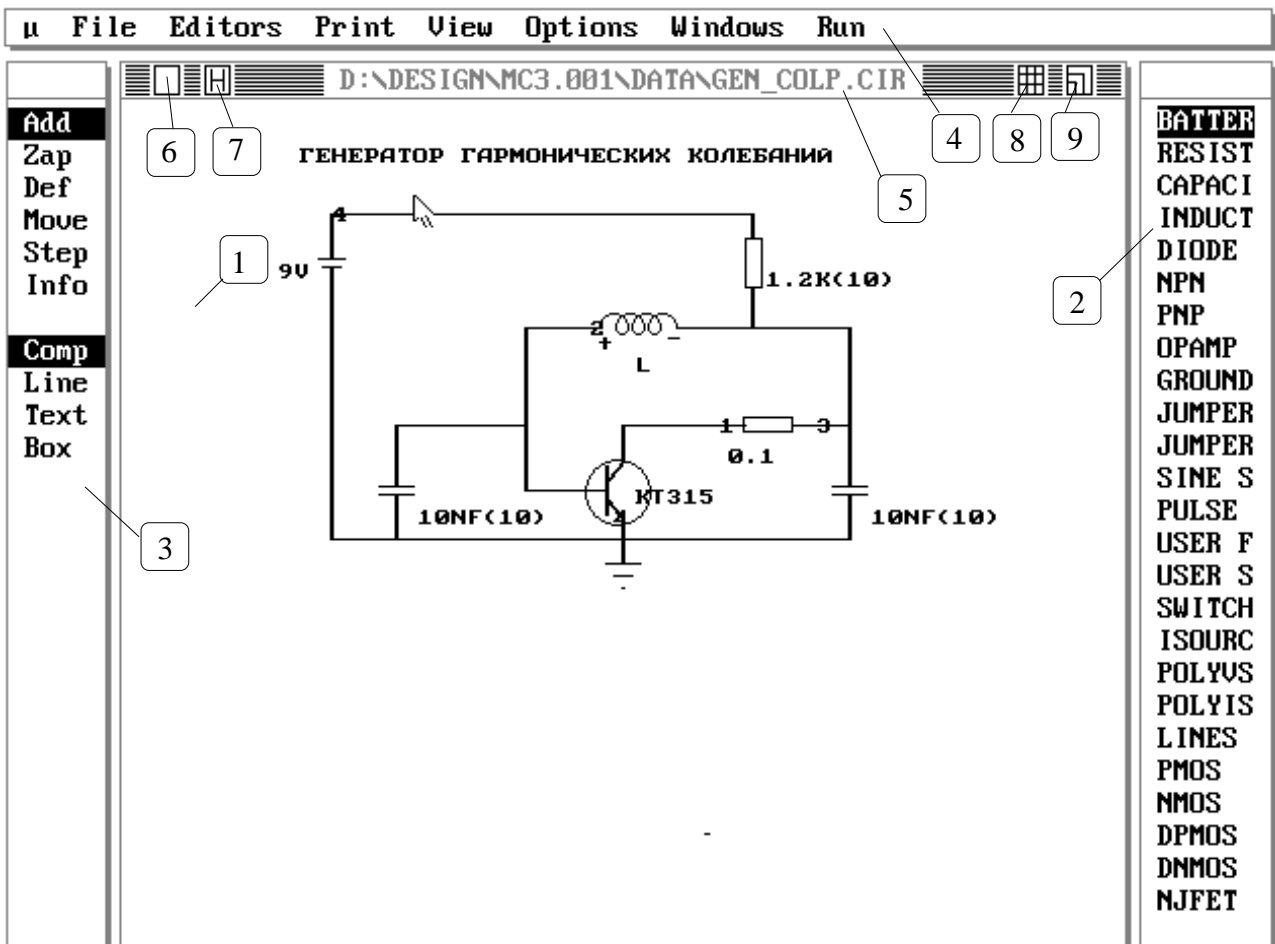 µ File Editors Print View Options Windows Run
D:\DESIGN\MC3.001\DATA\GEN_COLP.CIR
Add
Zap
Def
Move
Step
Info
Comp
Line
Text
Box
6
7
4
8
9
ГЕНЕРАТОР ГАРМОНИЧЕСКИХ КОЛЕБАНИЙ
5
4
1
9V
1.2K(10)
2
2
+ -
L
1 3
0.1
KT315
10NF(10)
10NF(10)
3
BATTER
RESIST
CAPACI
INDUCT
DIODE
NPN
PNP
OPAMP
GROUND
JUMPER
JUMPER
SINE S
PULSE
USER F
USER S
SWITCH
ISOURC
POLYVS
POLYIS
LINES
PMOS
NMOS
DPMOS
DNMOS
NJFET